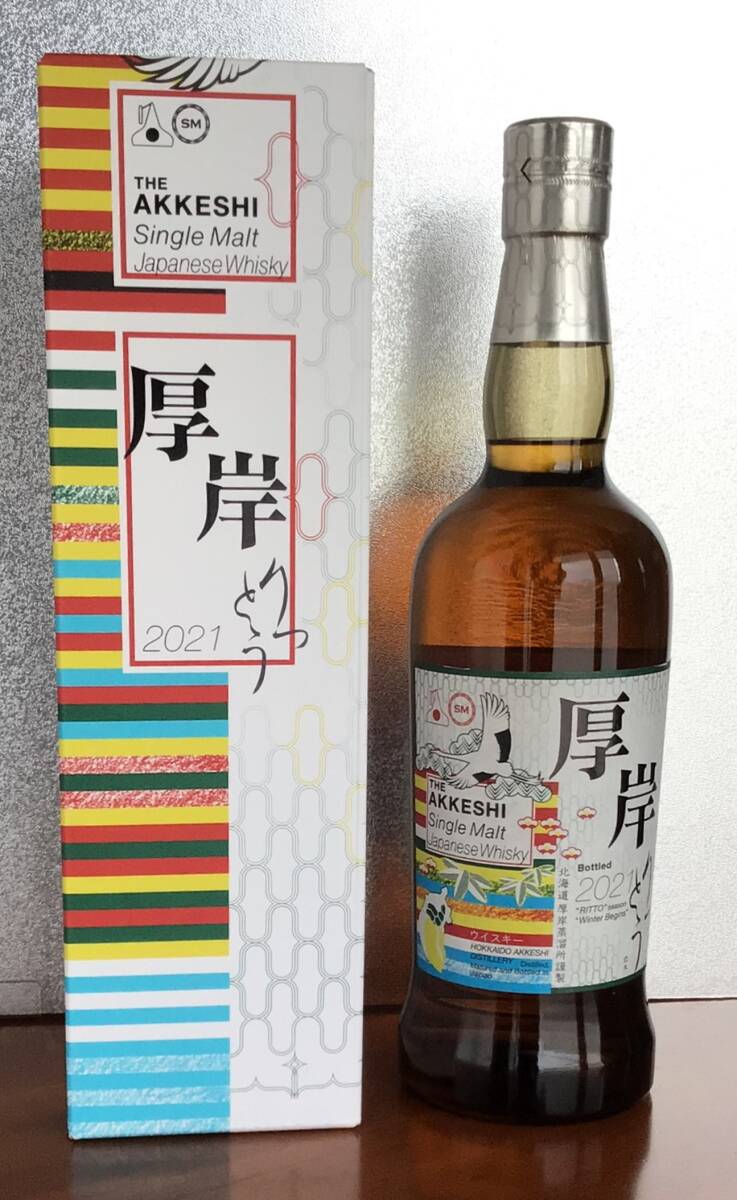 SM
THE
AKKESHI
Single Malt
Japanese Whisky
厚岸
りっとう
2021
SM
THE
AKKESHI
Single Malt
Japanese Whisky
厚岸
りっとう
Bottled
2021
"RITTO" season
"Winter Begins"
北海道厚岸蒸溜所謹製
ウイスキー
HOKKAIDO AKKESHI
DISTILLERY Distilled,
Matured and Bottled in
Japan